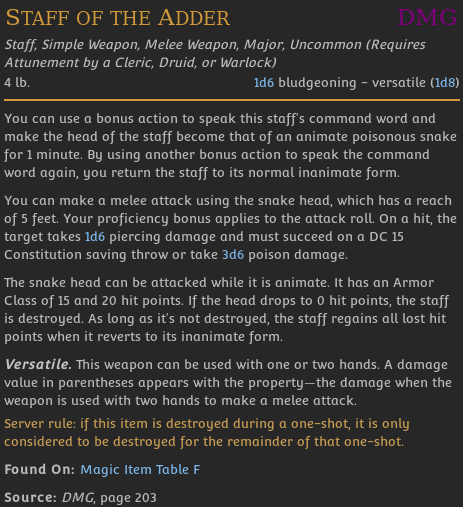 Staff of the Adder DMG
Staff, Simple Weapon, Melee Weapon, Major, Uncommon (Requires
Attunement by a Cleric, Druid, or Warlock)
4 lb. 1d6 bludgeoning - versatile (1d8)
You can use a bonus action to speak this staff's command word and
make the head of the staff become that of an animate poisonous snake
for 1 minute. By using another bonus action to speak the command
word again, you return the staff to its normal inanimate form.
You can make a melee attack using the snake head, which has a reach
of 5 feet. Your proficiency bonus applies to the attack roll. On a hit, the
target takes 1d6 piercing damage and must succeed on a DC 15
Constitution saving throw or take 3d6 poison damage.
The snake head can be attacked while it is animate. It has an Armor
Class of 15 and 20 hit points. If the head drops to 0 hit points, the staff
is destroyed. As long as it's not destroyed, the staff regains all lost hit
points when it reverts to its inanimate form.
Versatile. This weapon can be used with one or two hands. A damage
value in parentheses appears with the property—the damage when the
weapon is used with two hands to make a melee attack.
Server rule: if this item is destroyed during a one-shot, it is only
considered to be destroyed for the remainder of that one-shot.
Found On: Magic Item Table F
Source: DMG, page 203